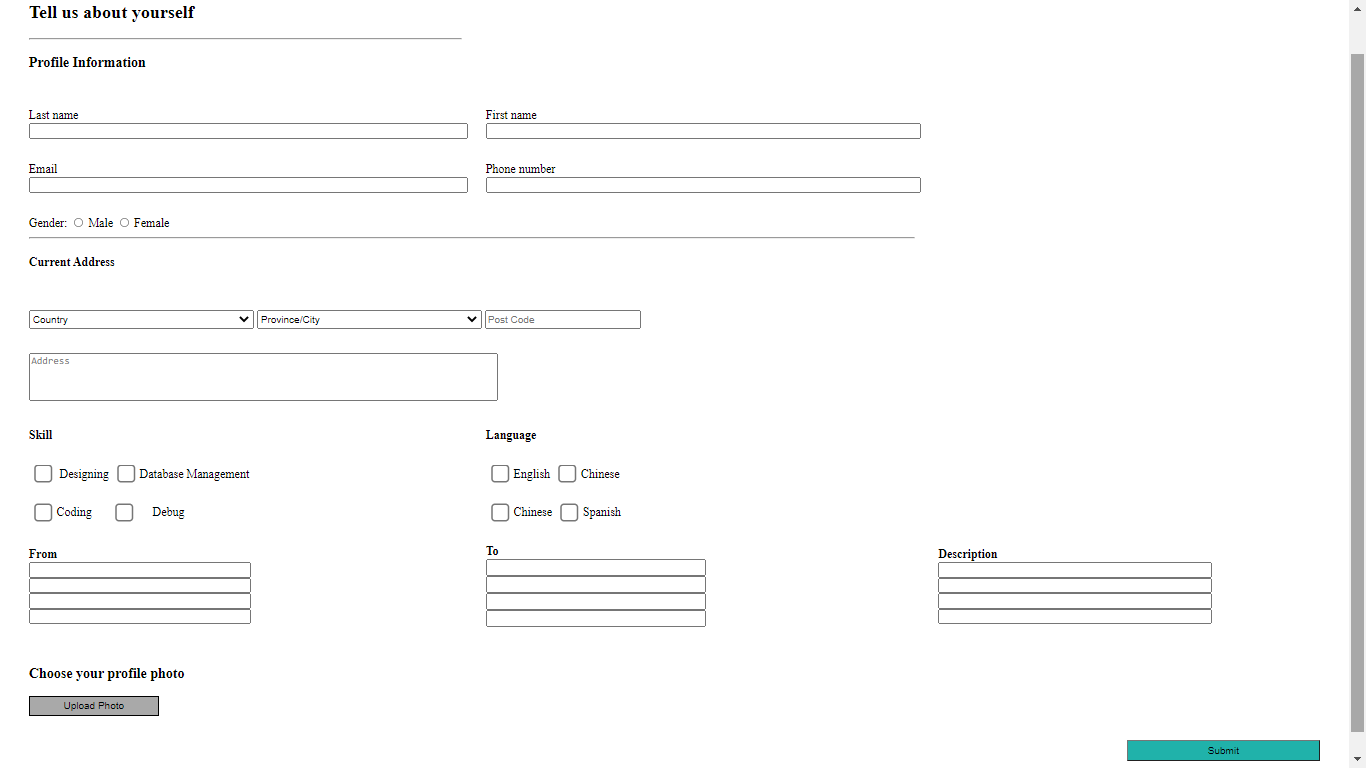 Tell us about yourself
Profile Information
Last name First name
Email Phone number
Gender: Male Female
Current Address
Country Province/City Post Code
Address
Skill Language
Designing Database Management English Chinese
Coding Debug Chinese Spanish
From To Description
Choose your profile photo
Upload Photo
Submit